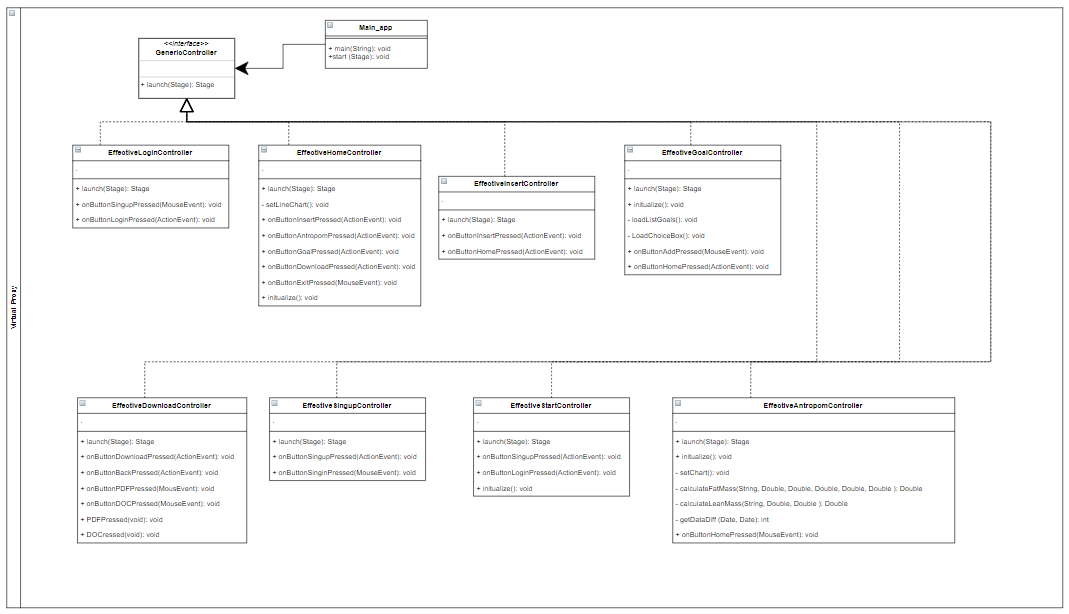 Virtual Proxy
Main_app
+ main(String): void
+start (Stage): void
<<Interface>>
GenericController
+ launch(Stage): Stage
EffectiveLoginController
+ launch(Stage): Stage
+ onButtonSingupPressed(MouseEvent): void
+ onButtonLoginPressed(ActionEvent): void
EffectiveHomeController
+ launch(Stage): Stage
- setLineChart(): void
+ onButtonInsertPressed(ActionEvent): void
+ onButtonAntropomPressed(ActionEvent): void
+ onButtonGoalPressed(ActionEvent): void
+ onButtonDownloadPressed(ActionEvent): void
+ onButtonExitPressed(MouseEvent): void
+ initualize(): void
EffectiveInsertController
+ launch(Stage): Stage
+ onButtonInsertPressed(ActionEvent): void
+ onButtonHomePressed(ActionEvent): void
EffectiveGoalController
+ launch(Stage): Stage
+ initualize(): void
- loadListGoals(): void
- LoadChoiceBox(): void
+ onButtonAddPressed(MouseEvent): void
+ onButtonHomePressed(ActionEvent): void
EffectiveDownloadController
+ launch(Stage): Stage
+ onButtonDownloadPressed(ActionEvent): void
+ onButtonBackPressed(ActionEvent): void
+ onButtonPDFPressed(MousEvent): void
+ onButtonDOCPressed(MouseEvent): void
+ PDFPressed(void): void
+ DOCressed(void): void
EffectiveSingupController
+ launch(Stage): Stage
+ onButtonSingupPressed(ActionEvent): void
+ onButtonSinginPressed(MouseEvent): void
EffectiveStartController
+ launch(Stage): Stage
+ onButtonSingupPressed(ActionEvent): void
+ onButtonLoginPressed(ActionEvent): void
+ initualize(): void
EffectiveAntropomController
+ launch(Stage): Stage
+ initualize(): void
- setChart(): void
- calculateFatMass(String, Double, Double, Double, Double, Double ): Double
- calculateLeanMass(String, Double, Double ): Double
- getDataDiff (Date, Date): int
+ onButtonHomePressed(MouseEvent): void